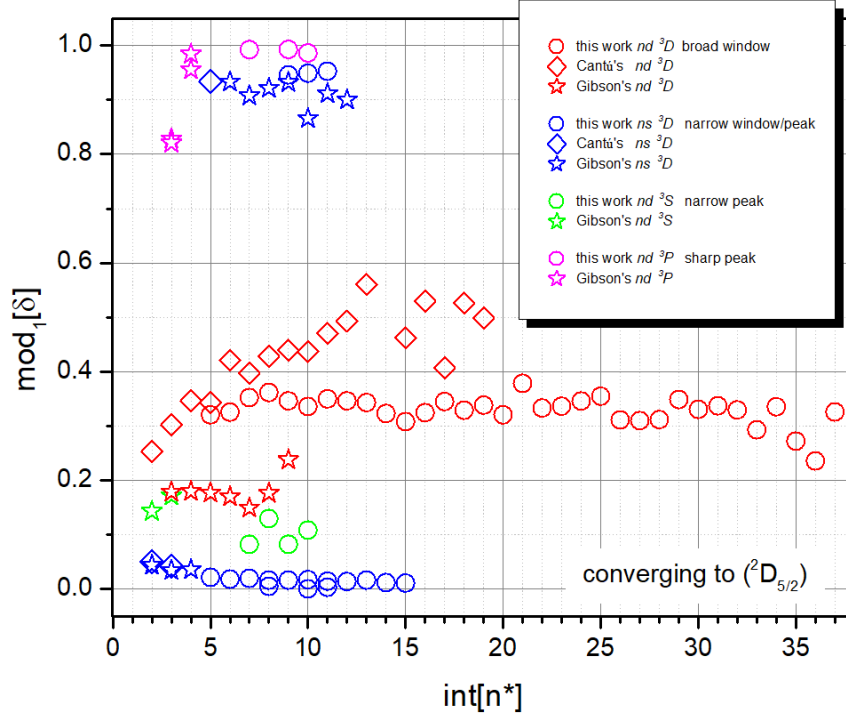 this work nd ³D broad window
Cantú's nd ³D
Gibson's nd ³D
this work ns ³D narrow window/peak
Cantú's ns ³D
Gibson's ns ³D
this work nd ³S narrow peak
Gibson's nd ³S
this work nd ³P sharp peak
Gibson's nd ³P
1.0
0.8
0.6
0.4
0.2
0.0
mod₁[δ]
converging to (²D₅/₂)
0 5 10 15 20 25 30 35
int[n*]